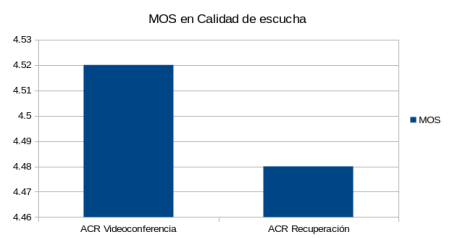 MOS en Calidad de escucha
4.53
4.52
4.51
4.5
4.49
4.48
4.47
4.46
MOS
ACR Videoconferencia
ACR Recuperación